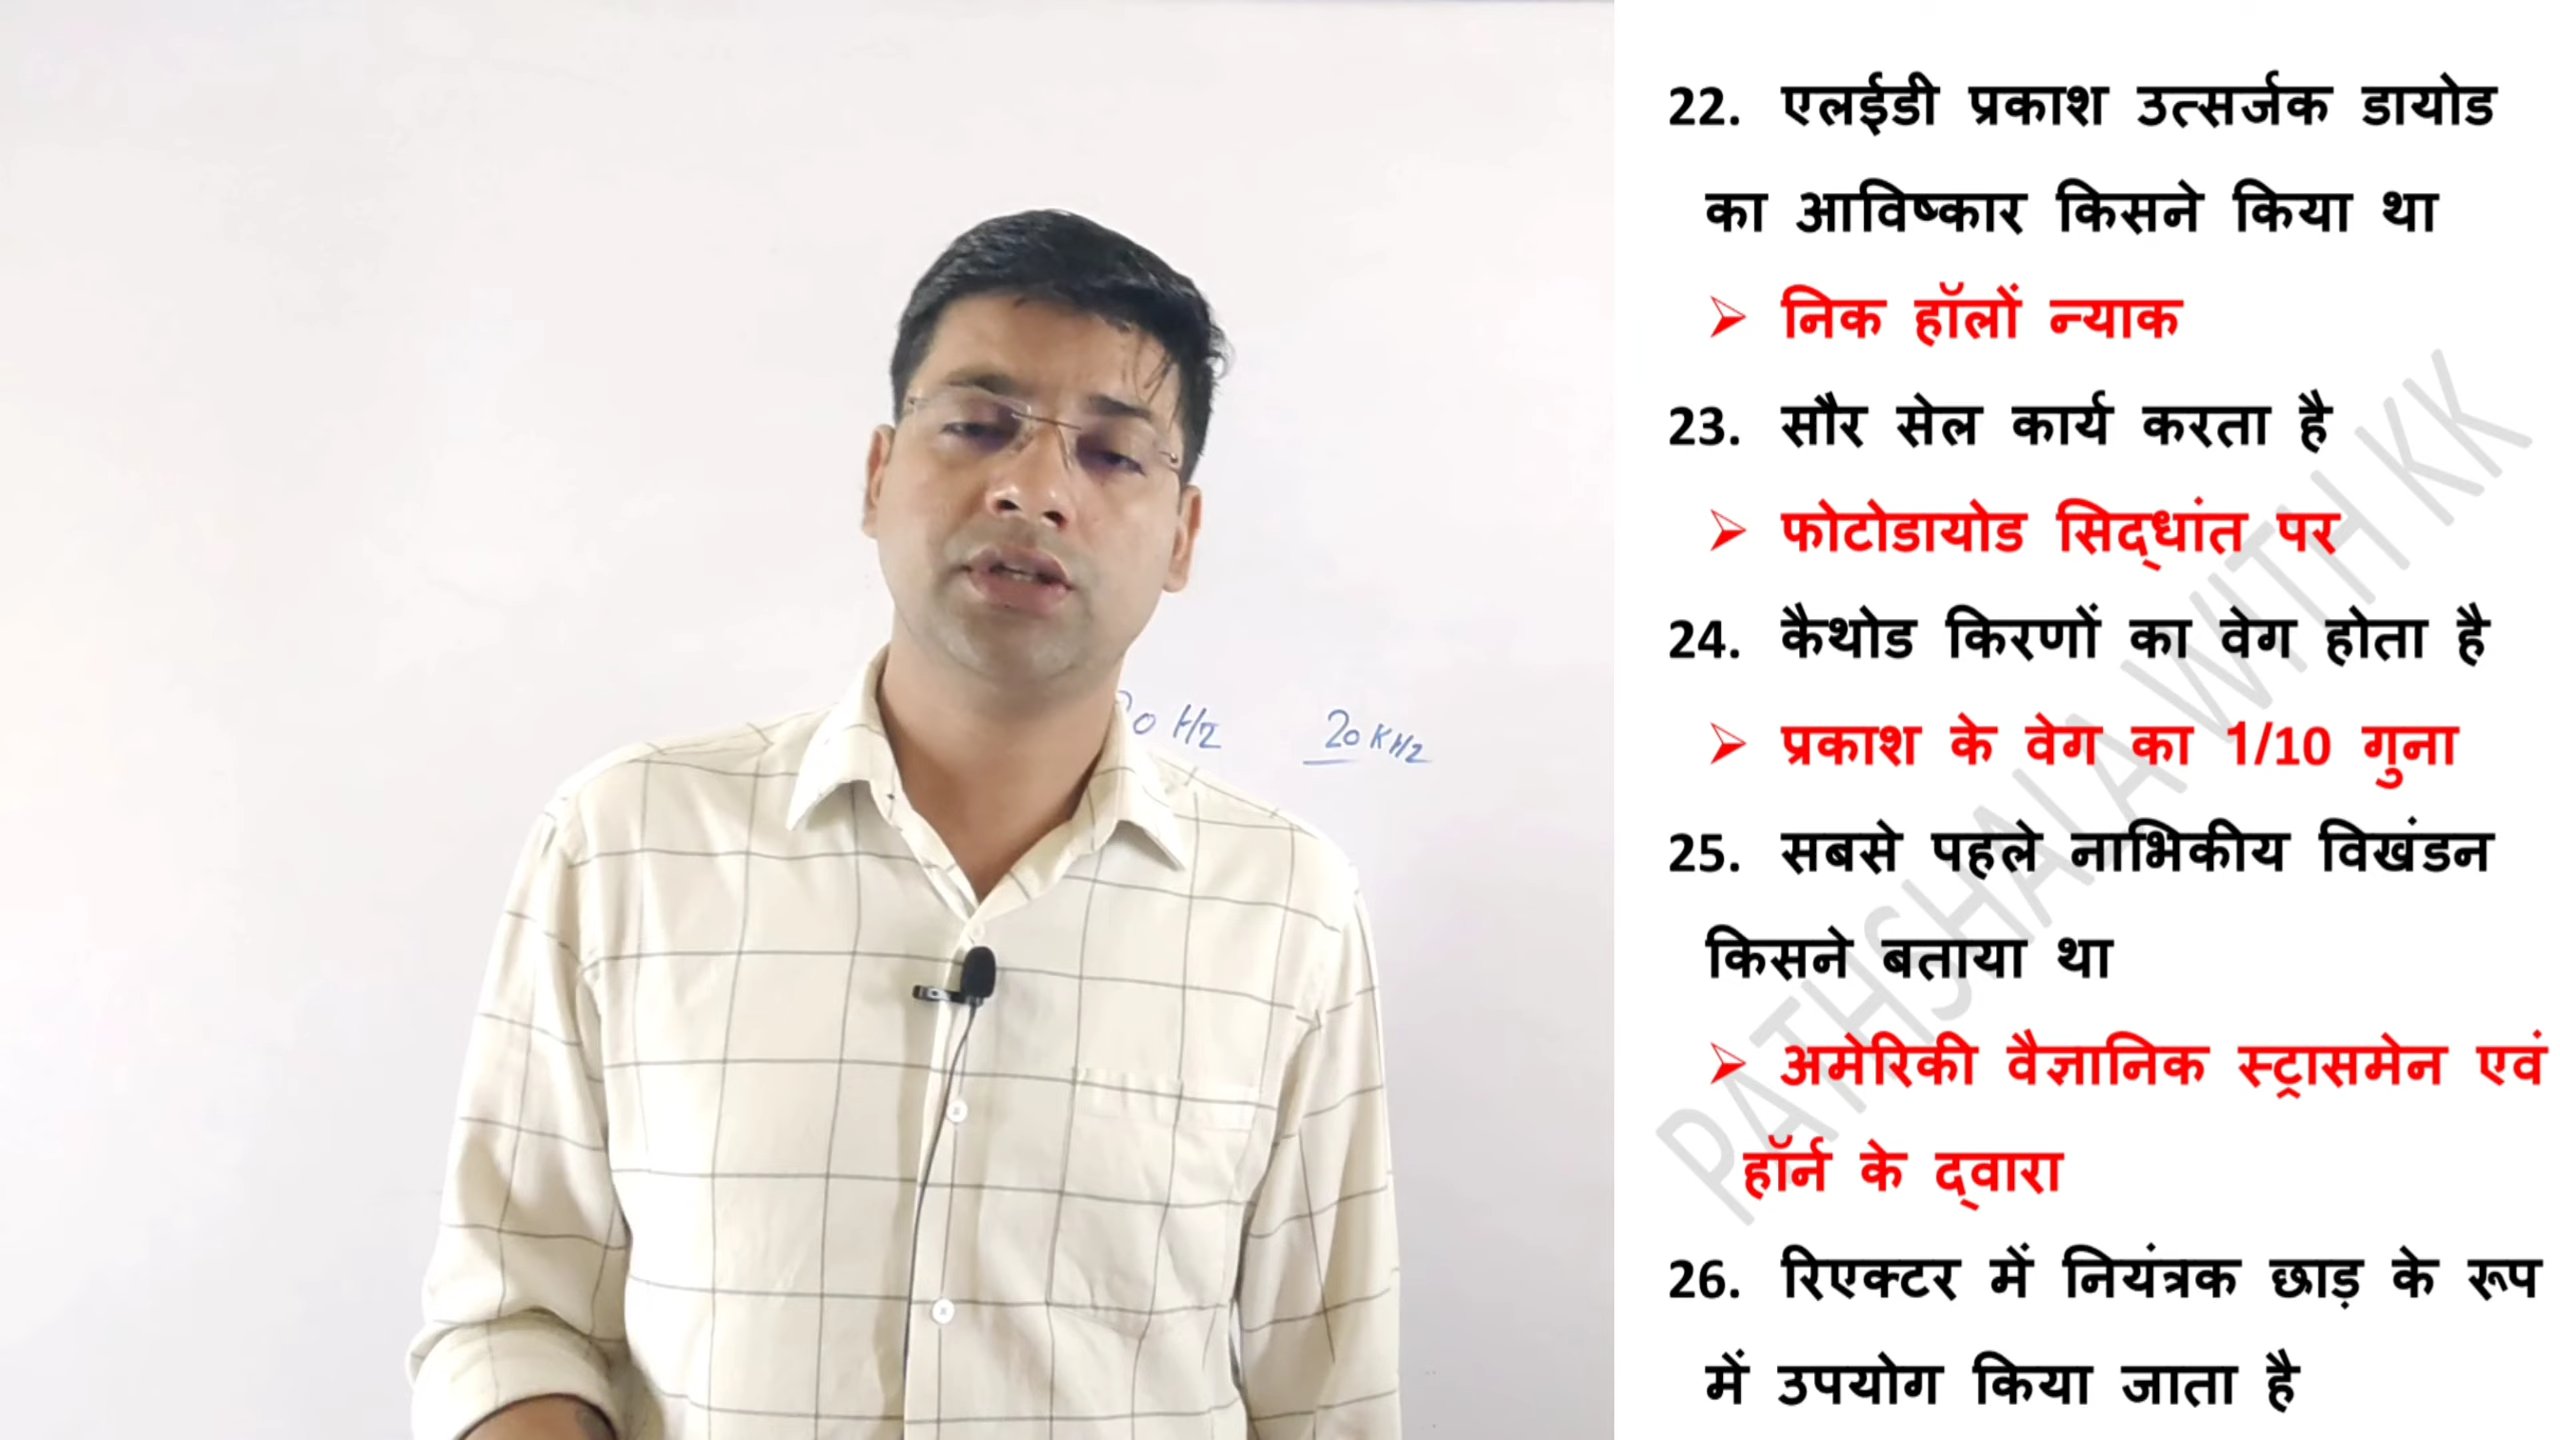 22. एलईडी प्रकाश उत्सर्जक डायोड
का आविष्कार किसने किया था
➢ निक हॉलों न्याक
23. सौर सेल कार्य करता है
➢ फोटोडायोड सिद्धांत पर
24. कैथोड किरणों का वेग होता है
➢ प्रकाश के वेग का 1/10 गुना
25. सबसे पहले नाभिकीय विखंडन
किसने बताया था
➢ अमेरिकी वैज्ञानिक स्ट्रासमेन एवं
हॉर्न के द्वारा
26. रिएक्टर में नियंत्रक छाड़ के रूप
में उपयोग किया जाता है
Hz 20 KHz
PATHSHALA WITH KK